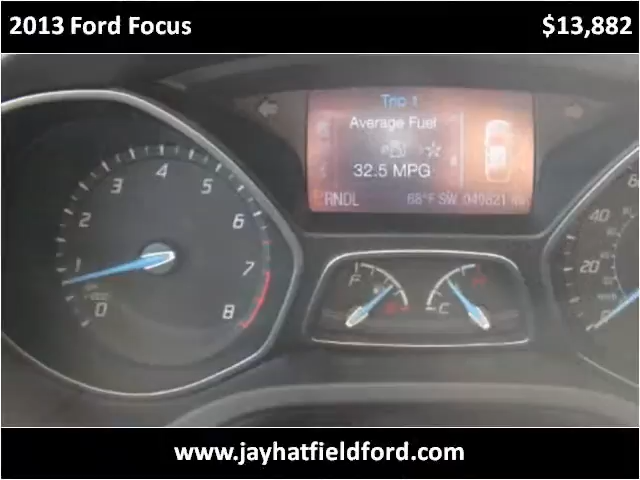 2013 Ford Focus $13,882
Trip 1
Average Fuel
32.5 MPG
RNDL 68°F SW
0 1 2 3 4 5 6 7 8
F
C H
20 40
www.jayhatfieldford.com